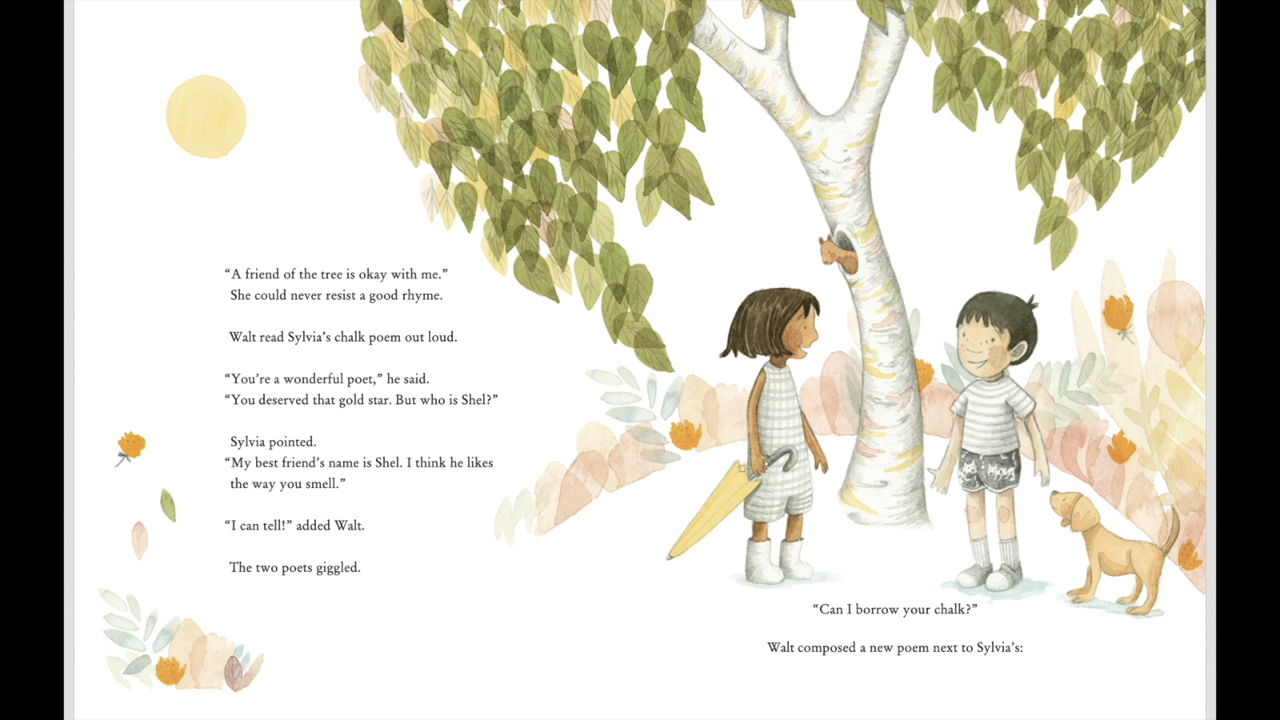 “A friend of the tree is okay with me.”
She could never resist a good rhyme.
Walt read Sylvia’s chalk poem out loud.
“You’re a wonderful poet,” he said.
“You deserved that gold star. But who is Shel?”
Sylvia pointed.
“My best friend’s name is Shel. I think he likes
the way you smell.”
“I can tell!” added Walt.
The two poets giggled.
“Can I borrow your chalk?”
Walt composed a new poem next to Sylvia’s: